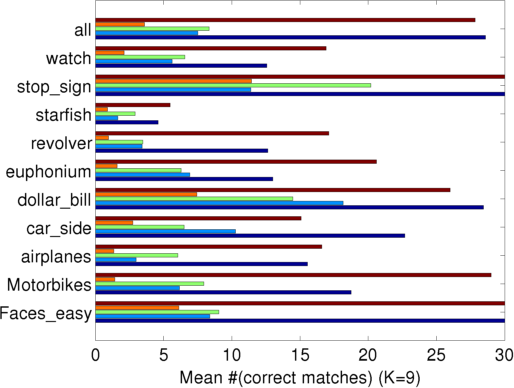 all
watch
stop_sign
starfish
revolver
euphonium
dollar_bill
car_side
airplanes
Motorbikes
Faces_easy
0 5 10 15 20 25 30
Mean #(correct matches) (K=9)